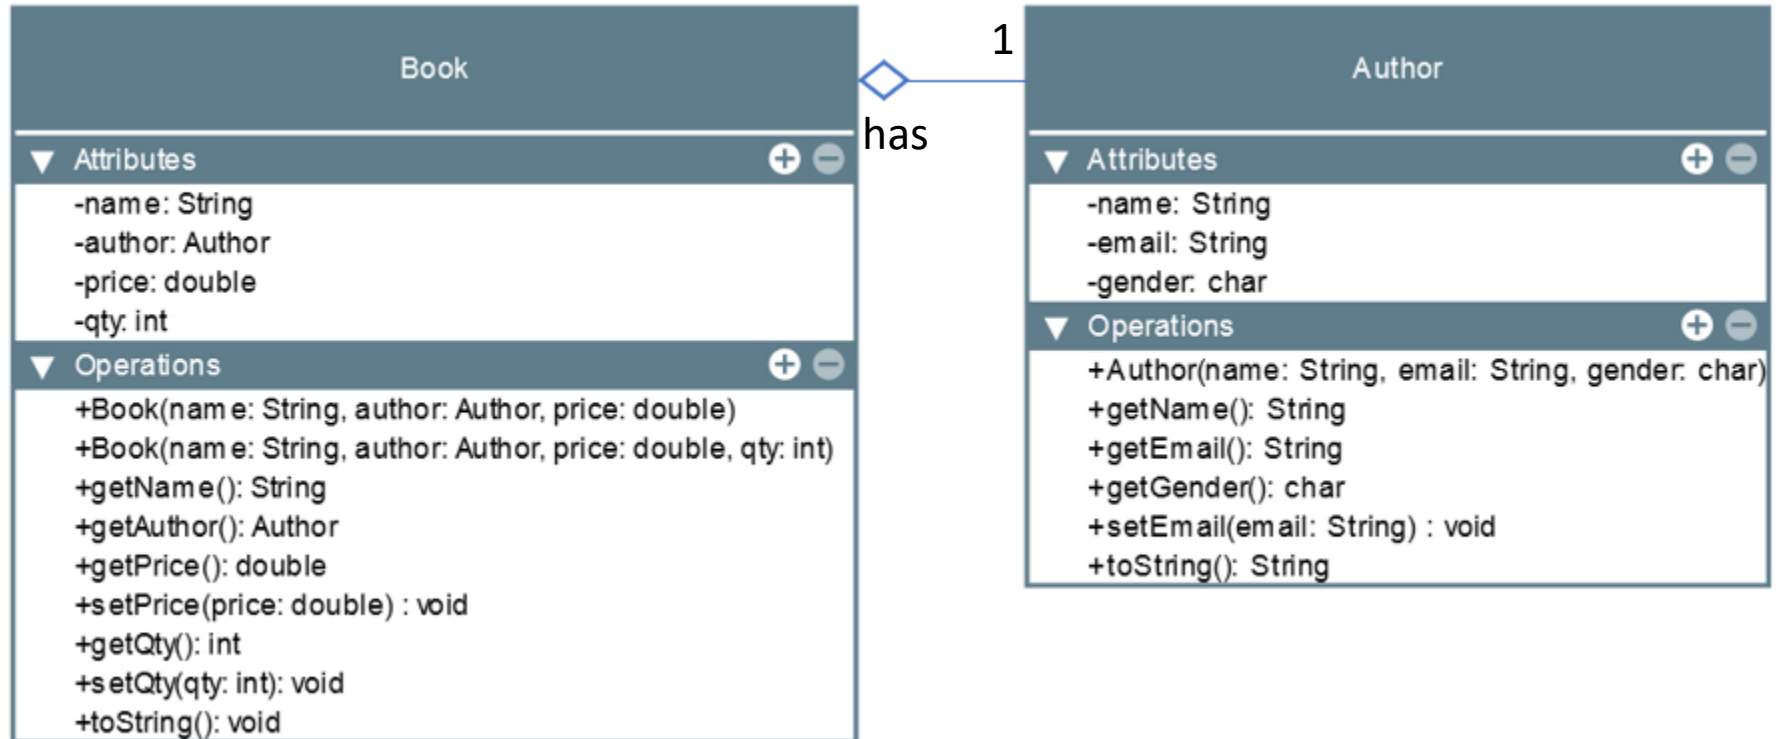 Book
Attributes
-name: String
-author: Author
-price: double
-qty: int
Operations
+Book(name: String, author: Author, price: double)
+Book(name: String, author: Author, price: double, qty: int)
+getName(): String
+getAuthor(): Author
+getPrice(): double
+setPrice(price: double) : void
+getQty(): int
+setQty(qty: int): void
+toString(): void
1
has
Author
Attributes
-name: String
-email: String
-gender: char
Operations
+Author(name: String, email: String, gender: char)
+getName(): String
+getEmail(): String
+getGender(): char
+setEmail(email: String) : void
+toString(): String